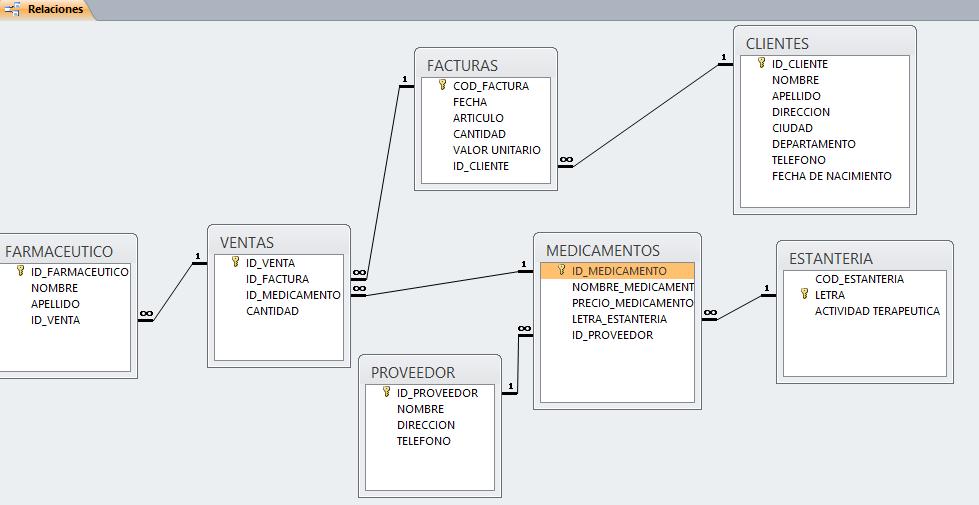 Relaciones
FACTURAS
COD_FACTURA
FECHA
ARTICULO
CANTIDAD
VALOR UNITARIO
ID_CLIENTE
1
∞
CLIENTES
ID_CLIENTE
NOMBRE
APELLIDO
DIRECCION
CIUDAD
DEPARTAMENTO
TELEFONO
FECHA DE NACIMIENTO
1
FARMACEUTICO
ID_FARMACEUTICO
NOMBRE
APELLIDO
ID_VENTA
∞
VENTAS
ID_VENTA
ID_FACTURA
ID_MEDICAMENTO
CANTIDAD
1
∞
∞
MEDICAMENTOS
ID_MEDICAMENTO
NOMBRE_MEDICAMENT
PRECIO_MEDICAMENTO
LETRA_ESTANTERIA
ID_PROVEEDOR
1
∞
∞
ESTANTERIA
COD_ESTANTERIA
LETRA
ACTIVIDAD TERAPEUTICA
1
PROVEEDOR
ID_PROVEEDOR
NOMBRE
DIRECCION
TELEFONO
1